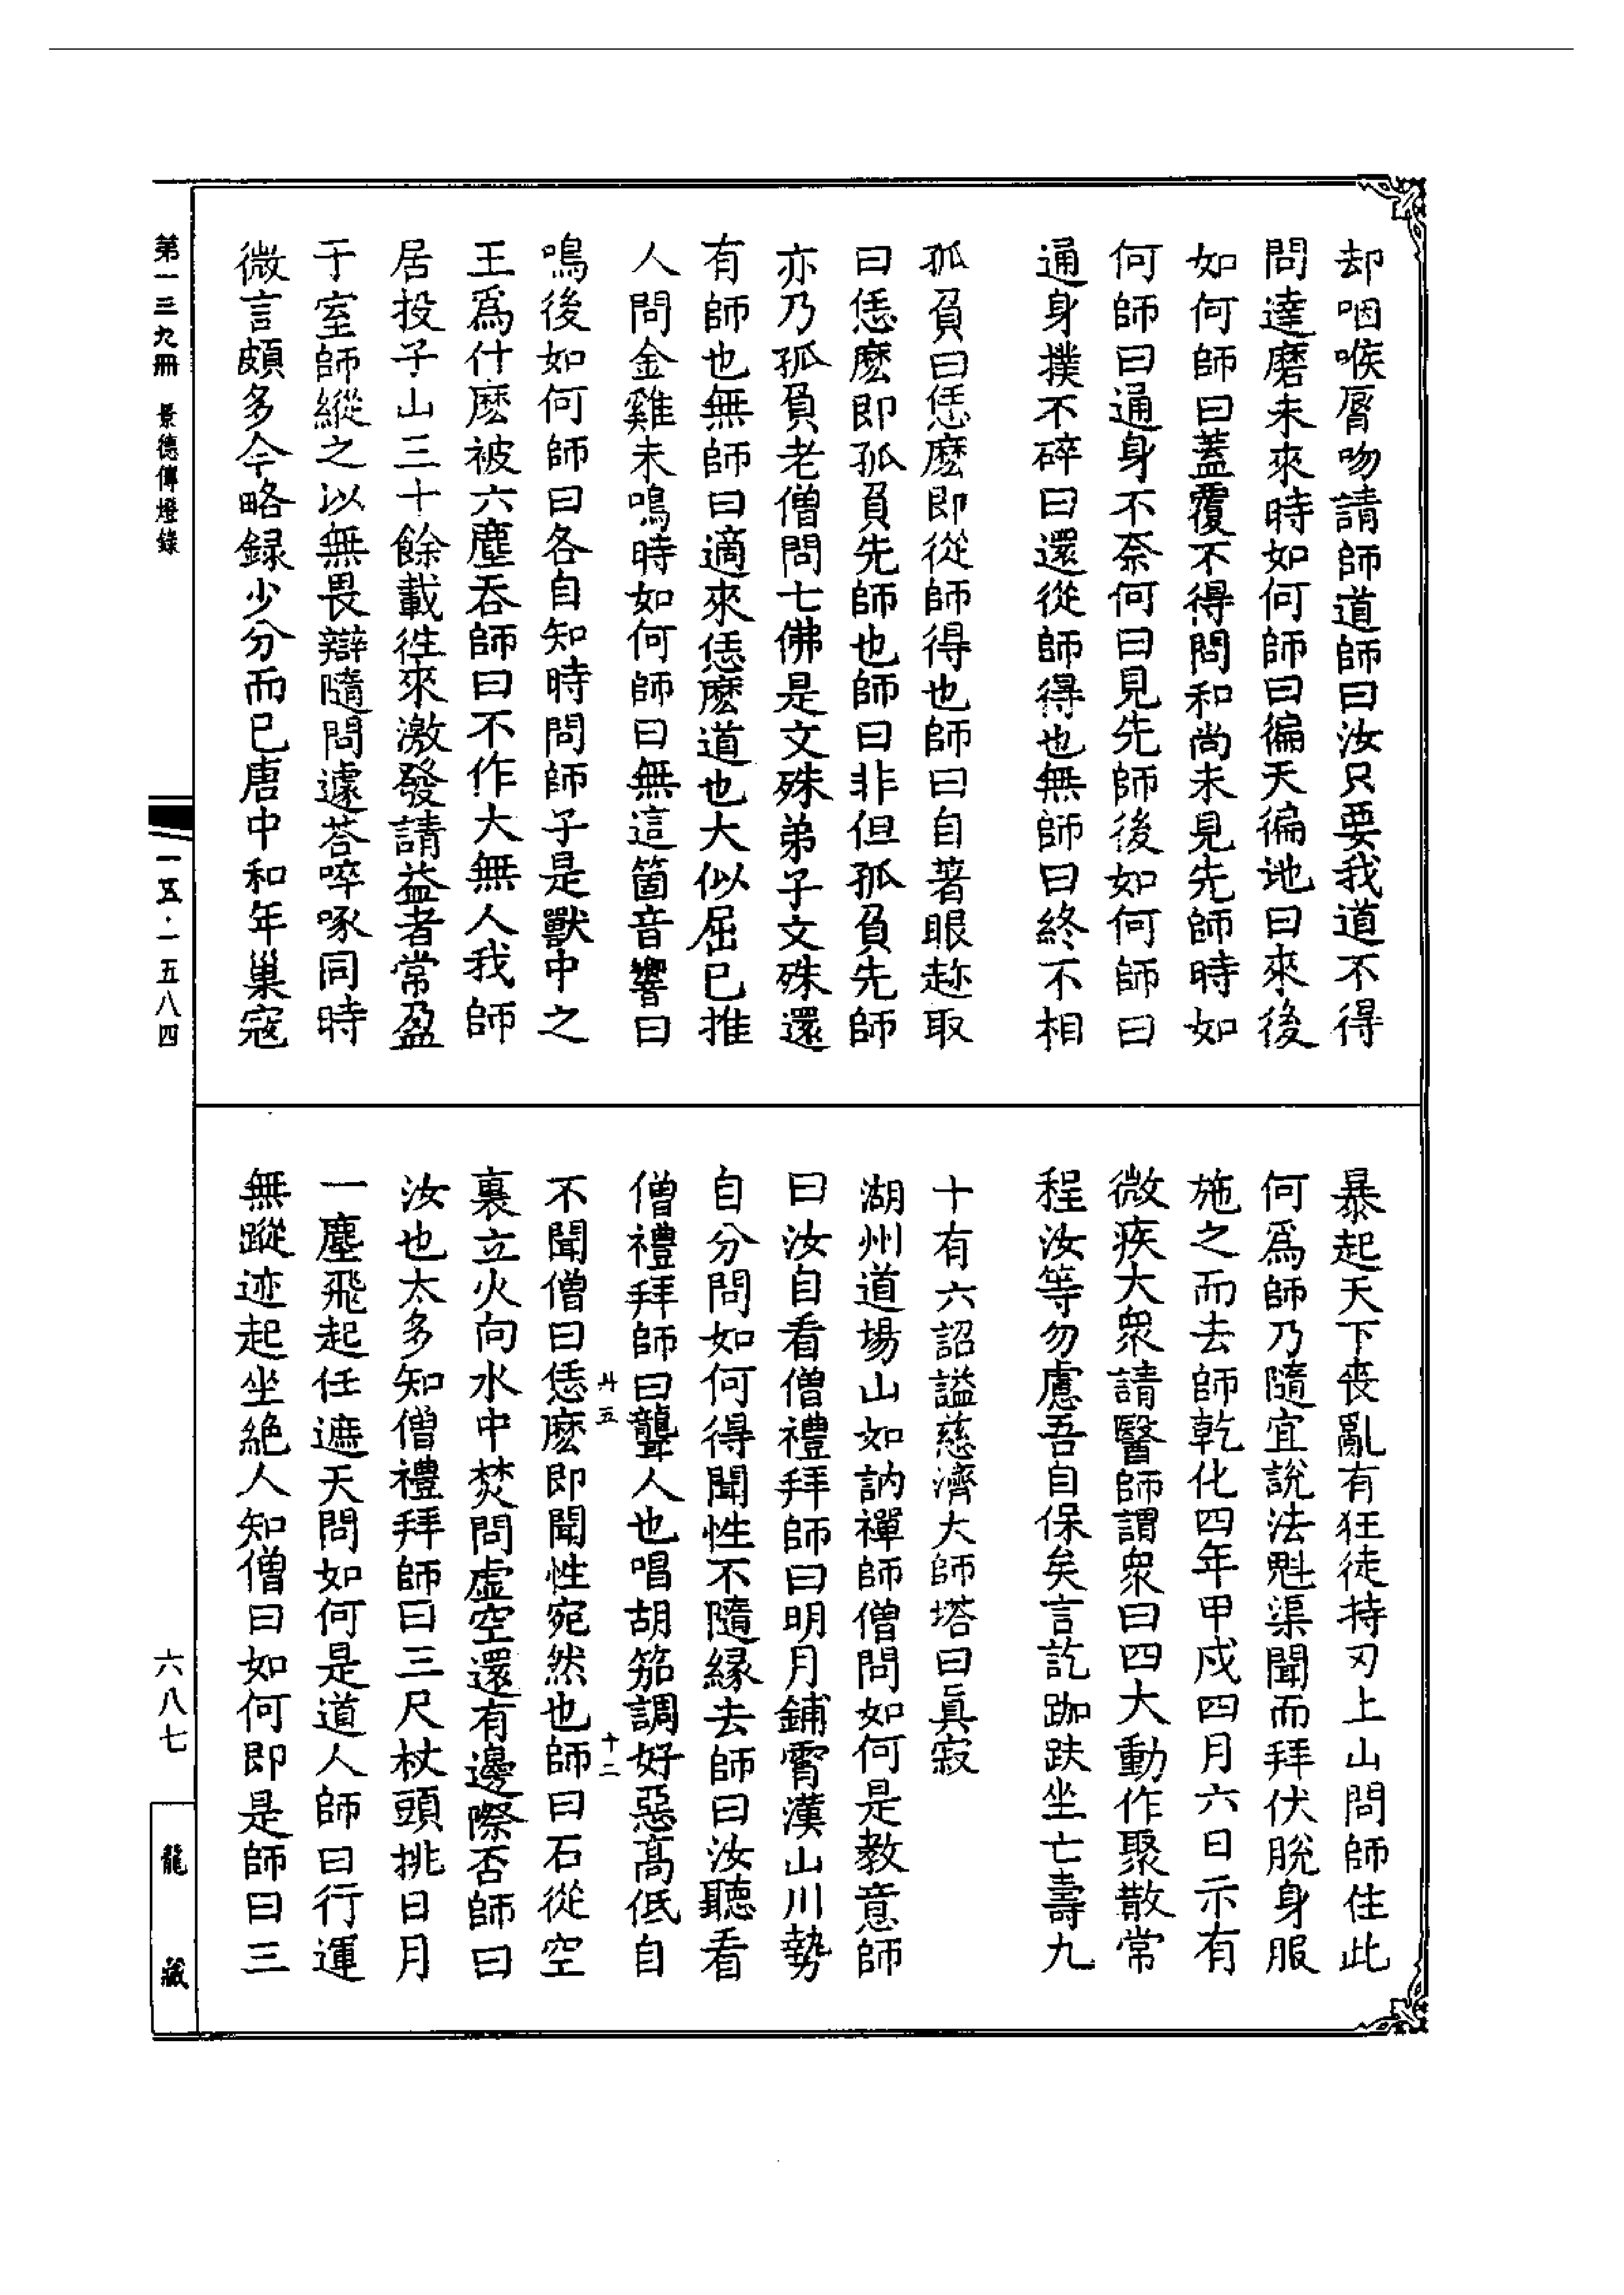 却咽喉脣吻請師道師曰汝只要我道不得
問達磨未來時如何師曰徧天徧地曰來後
如何師曰蓋覆不得問和尚未見先師時如
何師曰通身不奈何曰見先師後如何師曰
通身撲不碎曰還從師得也無師曰終不相
孤負曰恁麽即從師得也師曰自著眼趂取
曰恁麽即孤負先師也師曰非但孤負先師
亦乃孤負老僧問七佛是文殊弟子文殊還
有師也無師曰適來恁麽道也大似屈已推
人問金雞未鳴時如何師曰無這箇音響曰
鳴後如何師曰各自知時問師子是獸中之
王爲什麽被六塵吞師曰不作大無人我師
居投子山三十餘載徃來激發請益者常盈
于室師縱之以無畏辯隨問遽荅啐啄同時
微言頗多今略録少分而已唐中和年巢寇
暴起天下喪亂有狂徒持刃上山問師住此
何爲師乃隨宜說法魁渠聞而拜伏脫身服
施之而去師乾化四年甲戍四月六日示有
微疾大衆請醫師謂衆曰四大動作聚散常
程汝等勿慮吾自保矣言訖跏趺坐亡壽九
十有六詔謚慈濟大師塔曰眞寂
湖州道場山如訥禪師僧問如何是教意師
曰汝自看僧禮拜師曰明月鋪霄漢山川勢
自分問如何得聞性不隨緣去師曰汝聽看
僧禮拜師曰聾人也唱胡笳調好惡高低自
不聞僧曰恁麽即聞性宛然也師曰石從空
裏立火向水中焚問虛空還有邊際否師曰
汝也太多知僧禮拜師曰三尺杖頭挑日月
一塵飛起任遮天問如何是道人師曰行運
無蹤迹起坐絶人知僧曰如何即是師曰三
廾五
十二
第一三九冊
景德傳燈錄
一五·一五八四
六八七
龍藏